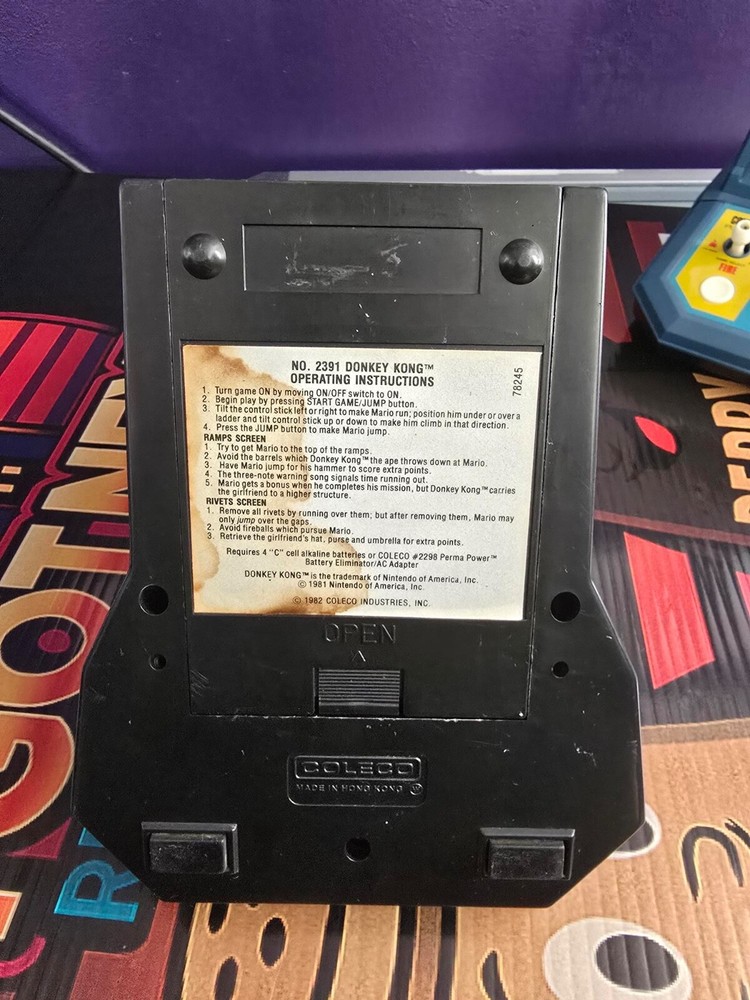 NO. 2391 DONKEY KONG™
OPERATING INSTRUCTIONS
78245
1. Turn game ON by moving ON/OFF switch to ON.
2. Begin play by pressing START GAME/JUMP button.
3. Tilt the control stick left or right to make Mario run; position him under or over a
ladder and tilt control stick up or down to make him climb in that direction.
4. Press the JUMP button to make Mario jump.
RAMPS SCREEN
1. Try to get Mario to the top of the ramps.
2. Avoid the barrels which Donkey Kong™ the ape throws down at Mario.
3. Have Mario jump for his hammer to score extra points.
4. The three-note warning song signals time running out.
5. Mario gets a bonus when he completes his mission, but Donkey Kong™ carries
the girlfriend to a higher structure.
RIVETS SCREEN
1. Remove all rivets by running over them; but after removing them, Mario may
only jump over the gaps.
2. Avoid fireballs which pursue Mario.
3. Retrieve the girlfriend's hat, purse and umbrella for extra points.
Requires 4 "C" cell alkaline batteries or COLECO #2298 Perma Power™
Battery Eliminator/AC Adapter
DONKEY KONG™ is the trademark of Nintendo of America, Inc.
© 1981 Nintendo of America, Inc.
© 1982 COLECO INDUSTRIES, INC.
OPEN
COLECO
MADE IN HONG KONG
FIRE